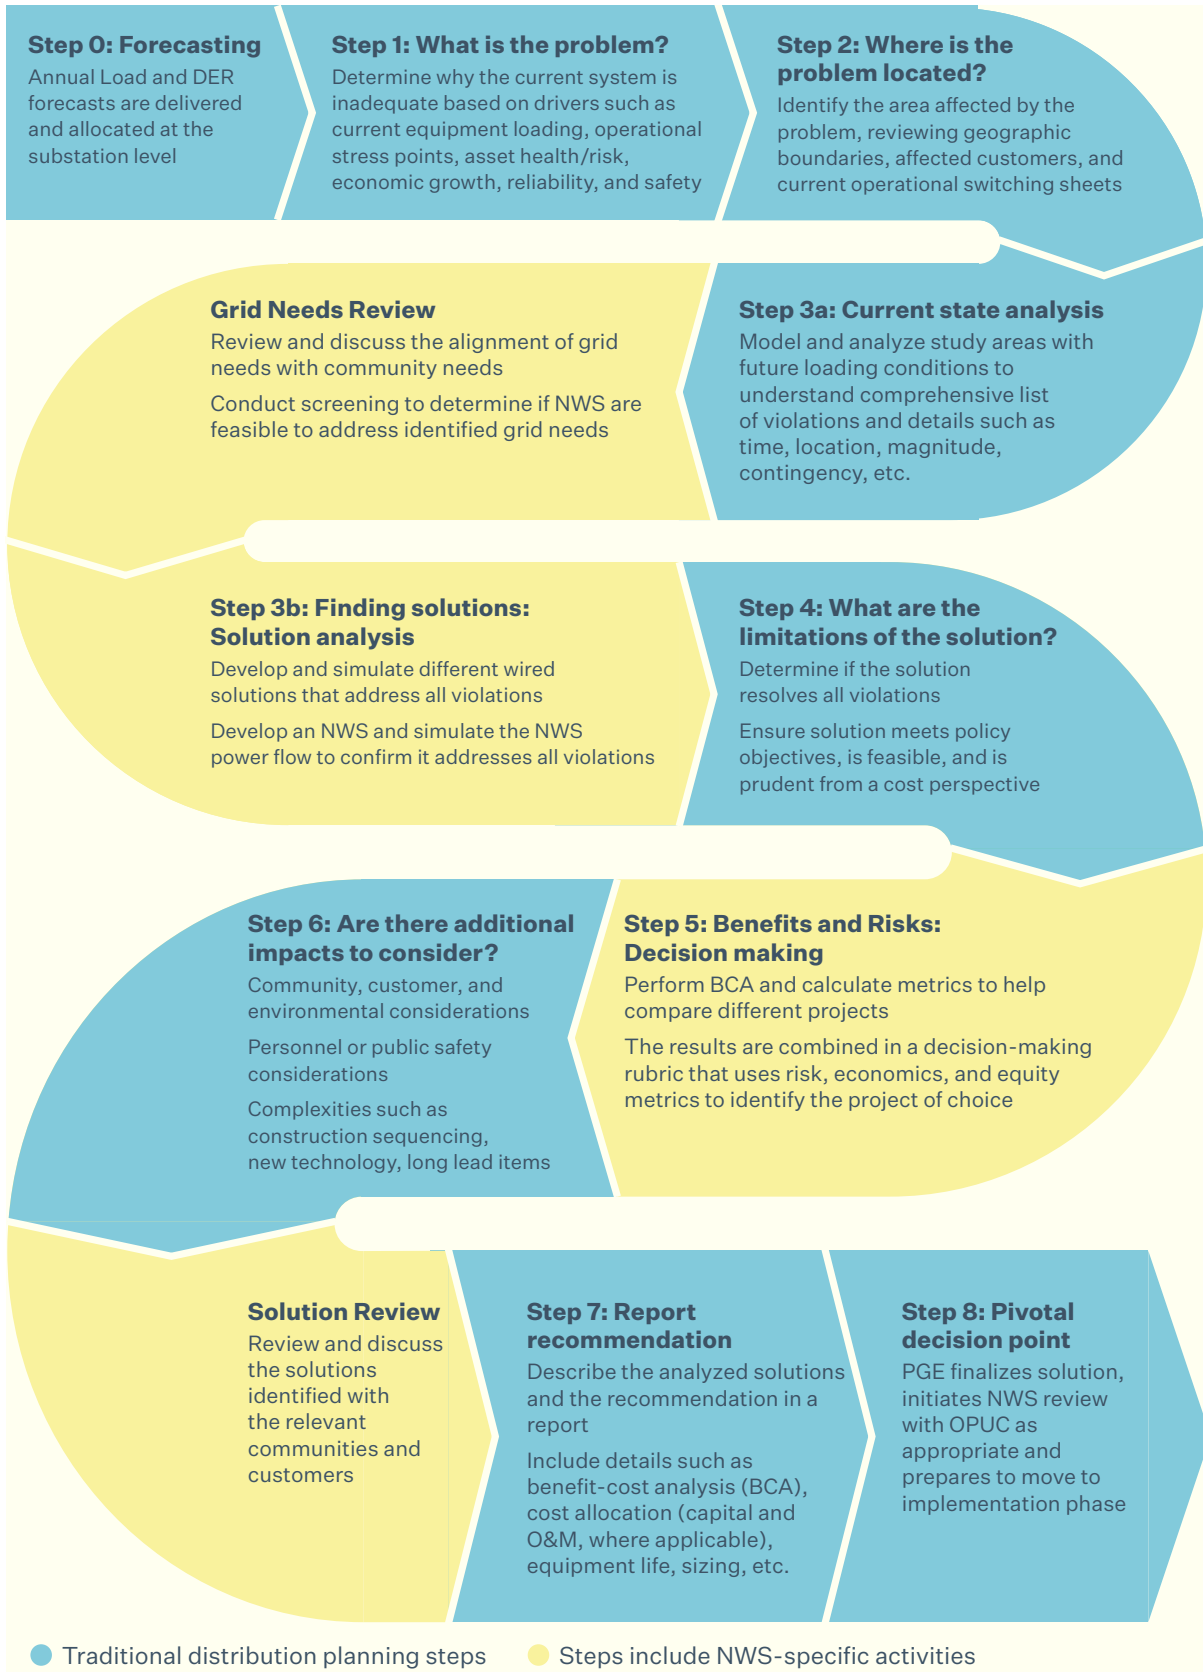 Step 0: Forecasting
Annual Load and DER
forecasts are delivered
and allocated at the
substation level
Step 1: What is the problem?
Determine why the current system is
inadequate based on drivers such as
current equipment loading, operational
stress points, asset health/risk,
economic growth, reliability, and safety
Step 2: Where is the
problem located?
Identify the area affected by the
problem, reviewing geographic
boundaries, affected customers, and
current operational switching sheets
Step 3a: Current state analysis
Model and analyze study areas with
future loading conditions to
understand comprehensive list
of violations and details such as
time, location, magnitude,
contingency, etc.
Grid Needs Review
Review and discuss the alignment of grid
needs with community needs
Conduct screening to determine if NWS are
feasible to address identified grid needs
Step 3b: Finding solutions:
Solution analysis
Develop and simulate different wired
solutions that address all violations
Develop an NWS and simulate the NWS
power flow to confirm it addresses all violations
Step 4: What are the
limitations of the solution?
Determine if the solution
resolves all violations
Ensure solution meets policy
objectives, is feasible, and is
prudent from a cost perspective
Step 5: Benefits and Risks:
Decision making
Perform BCA and calculate metrics to help
compare different projects
The results are combined in a decision-making
rubric that uses risk, economics, and equity
metrics to identify the project of choice
Step 6: Are there additional
impacts to consider?
Community, customer, and
environmental considerations
Personnel or public safety
considerations
Complexities such as
construction sequencing,
new technology, long lead items
Solution Review
Review and discuss
the solutions
identified with
the relevant
communities and
customers
Step 7: Report
recommendation
Describe the analyzed solutions
and the recommendation in a
report
Include details such as
benefit-cost analysis (BCA),
cost allocation (capital and
O&M, where applicable),
equipment life, sizing, etc.
Step 8: Pivotal
decision point
PGE finalizes solution,
initiates NWS review
with OPUC as
appropriate and
prepares to move to
implementation phase
Traditional distribution planning steps
Steps include NWS-specific activities